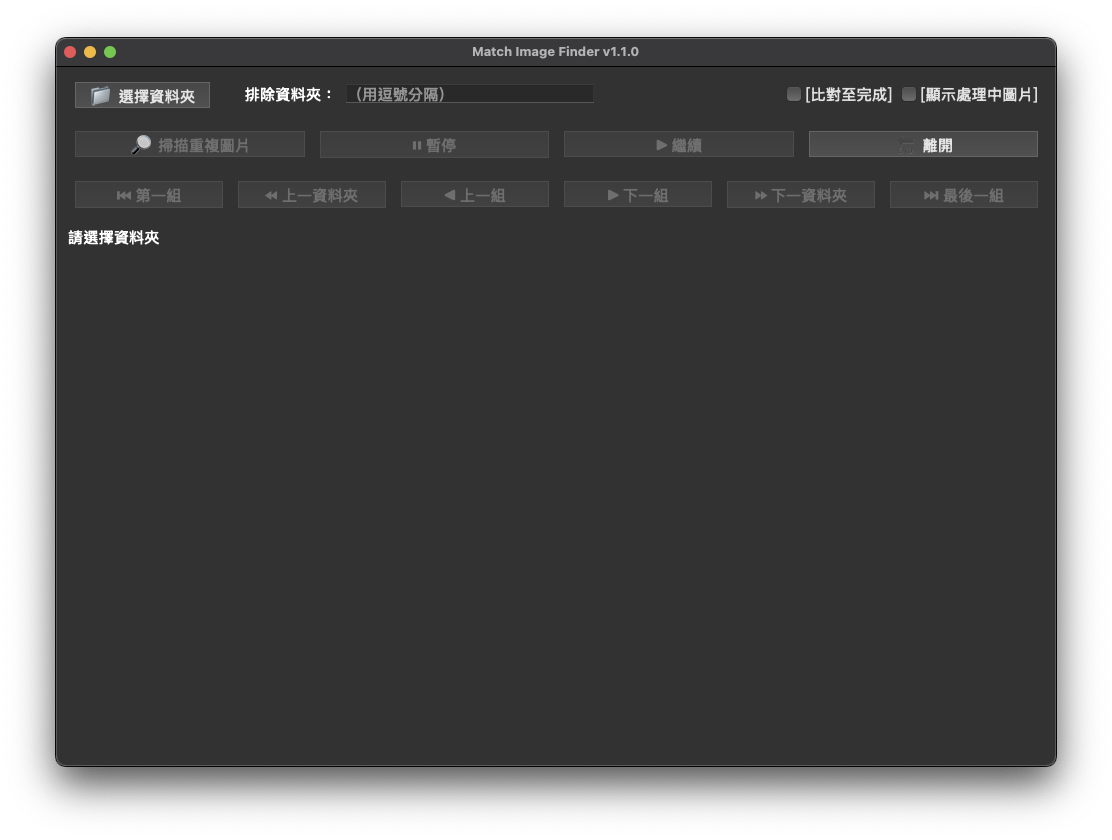 Match Image Finder v1.1.0
選擇資料夾 排除資料夾： （用逗號分隔） [比對至完成] [顯示處理中圖片]
掃描重複圖片 暫停 繼續 離開
第一組 上一資料夾 上一組 下一組 下一資料夾 最後一組
請選擇資料夾